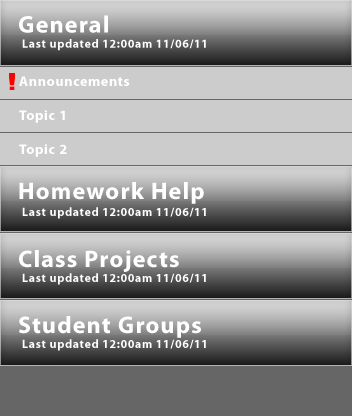 General
Last updated 12:00am 11/06/11
! Announcements
Topic 1
Topic 2
Homework Help
Last updated 12:00am 11/06/11
Class Projects
Last updated 12:00am 11/06/11
Student Groups
Last updated 12:00am 11/06/11